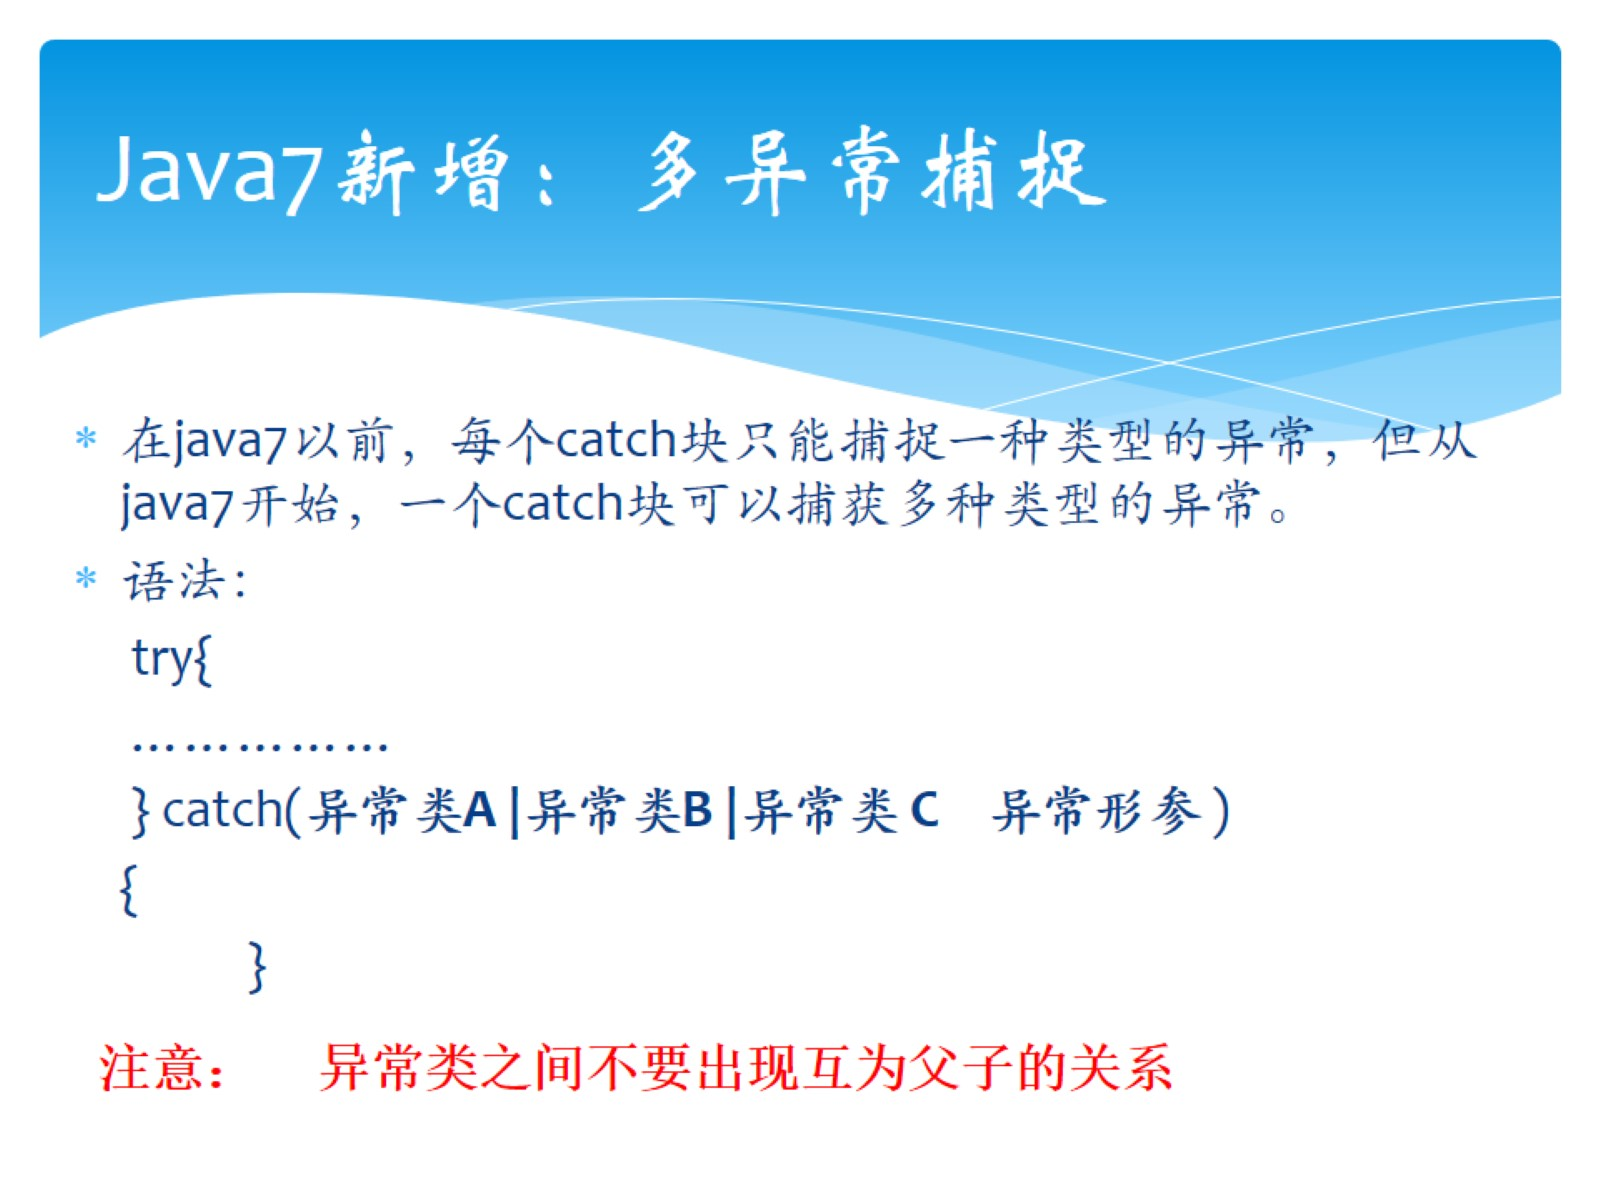 Java7新增：多异常捕捉
* 在java7以前，每个catch块只能捕捉一种类型的异常，但从
java7开始，一个catch块可以捕获多种类型的异常。
* 语法：
try{
……………
} catch(异常类A|异常类B|异常类C 异常形参)
{
}
注意： 异常类之间不要出现互为父子的关系